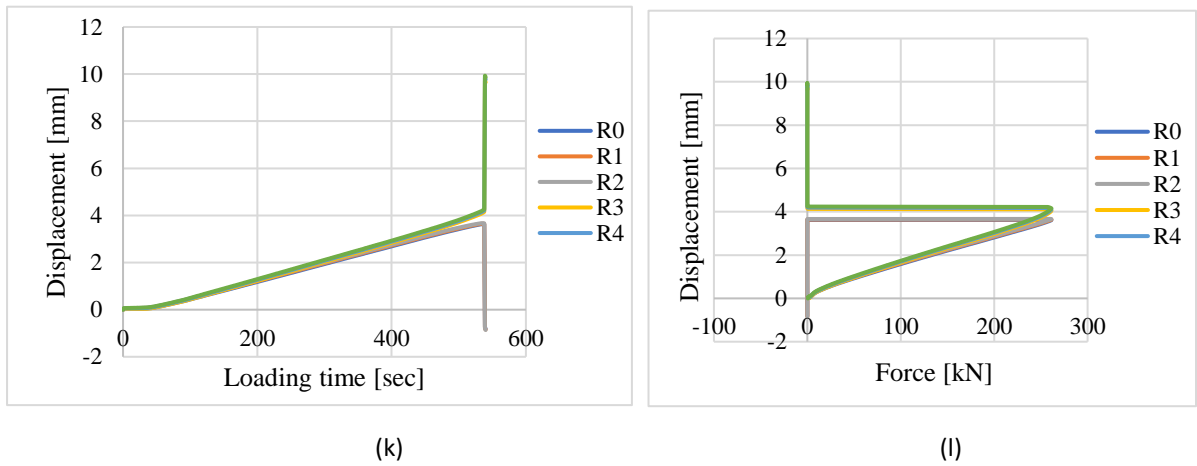 12
10
8
6
4
2
0
-2
0
200
400
600
Displacement [mm]
Loading time [sec]
R0
R1
R2
R3
R4
(k)
12
10
8
6
4
2
0
-2
-100
0
100
200
300
Displacement [mm]
Force [kN]
R0
R1
R2
R3
R4
(l)